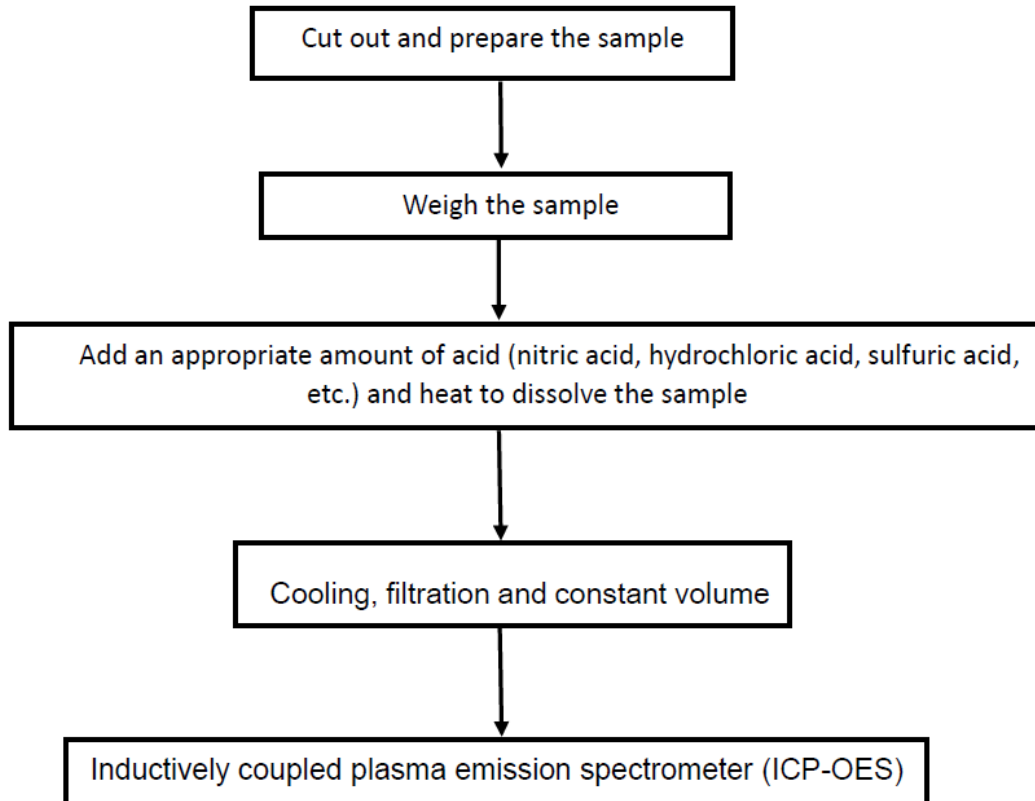 Cut out and prepare the sample
Weigh the sample
Add an appropriate amount of acid (nitric acid, hydrochloric acid, sulfuric acid,
etc.) and heat to dissolve the sample
Cooling, filtration and constant volume
Inductively coupled plasma emission spectrometer (ICP-OES)